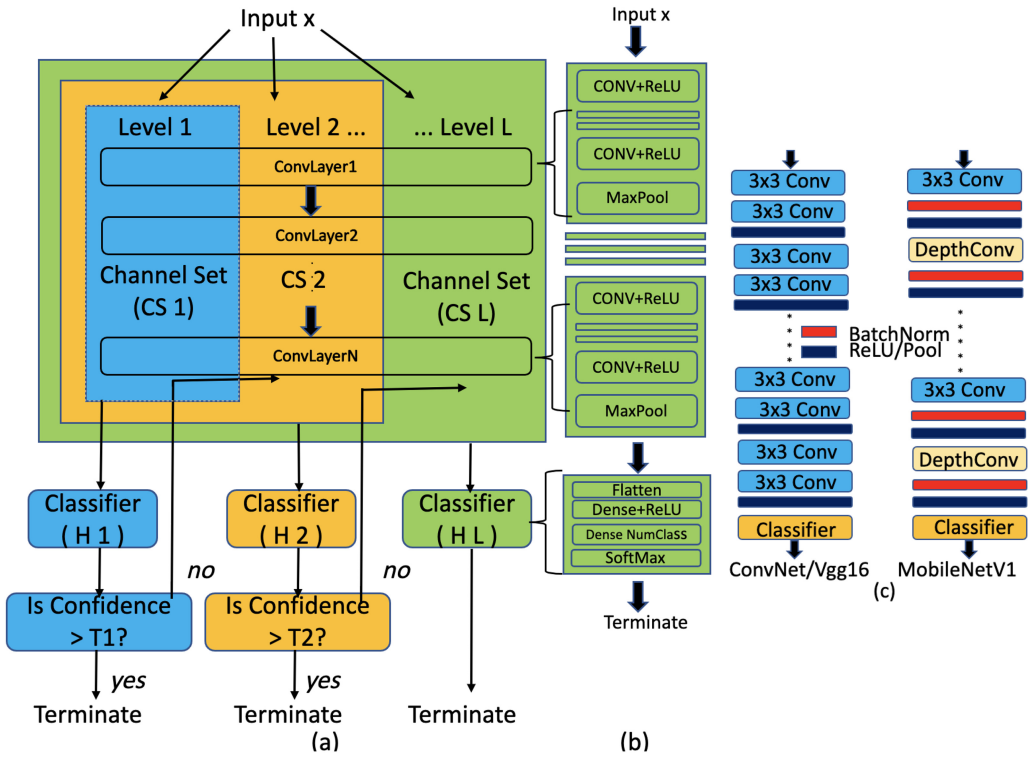 Input x
Level 1
Level 2 ...
... Level L
ConvLayer1
ConvLayer2
Channel Set
(CS 1)
CS 2
Channel Set
(CS L)
ConvLayerN
Classifier
( H 1 )
Classifier
( H 2 )
Classifier
( H L )
no
no
Is Confidence
> T1?
Is Confidence
> T2?
yes
yes
Terminate
Terminate
Terminate
(a)
Input x
CONV+ReLU
CONV+ReLU
MaxPool
CONV+ReLU
CONV+ReLU
MaxPool
Flatten
Dense+ReLU
Dense NumClass
SoftMax
Terminate
(b)
3x3 Conv
3x3 Conv
3x3 Conv
3x3 Conv
BatchNorm
ReLU/Pool
3x3 Conv
3x3 Conv
3x3 Conv
3x3 Conv
Classifier
ConvNet/Vgg16
3x3 Conv
DepthConv
3x3 Conv
DepthConv
Classifier
MobileNetV1
(c)